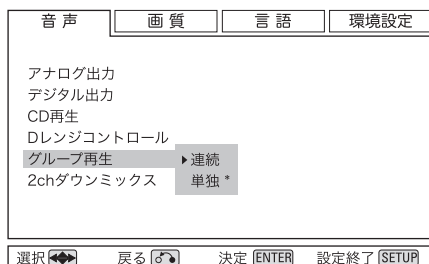 音声 画質 言語 環境設定
アナログ出力
デジタル出力
CD再生
Dレンジコントロール
グループ再生 ▶連続
2chダウンミックス 単独 *
選択 戻る 決定 ENTER 設定終了 SETUP